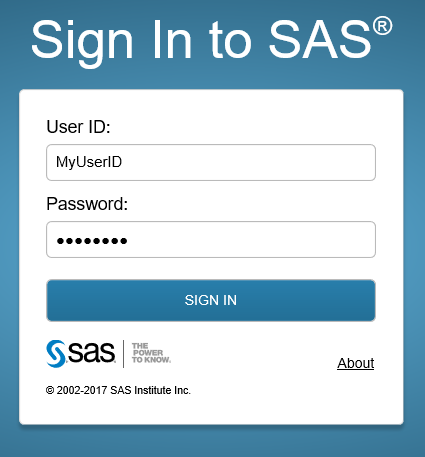 Sign In to SAS®
User ID:
MyUserID
Password:
••••••••
SIGN IN
sas THE
POWER
TO KNOW.
About
© 2002-2017 SAS Institute Inc.